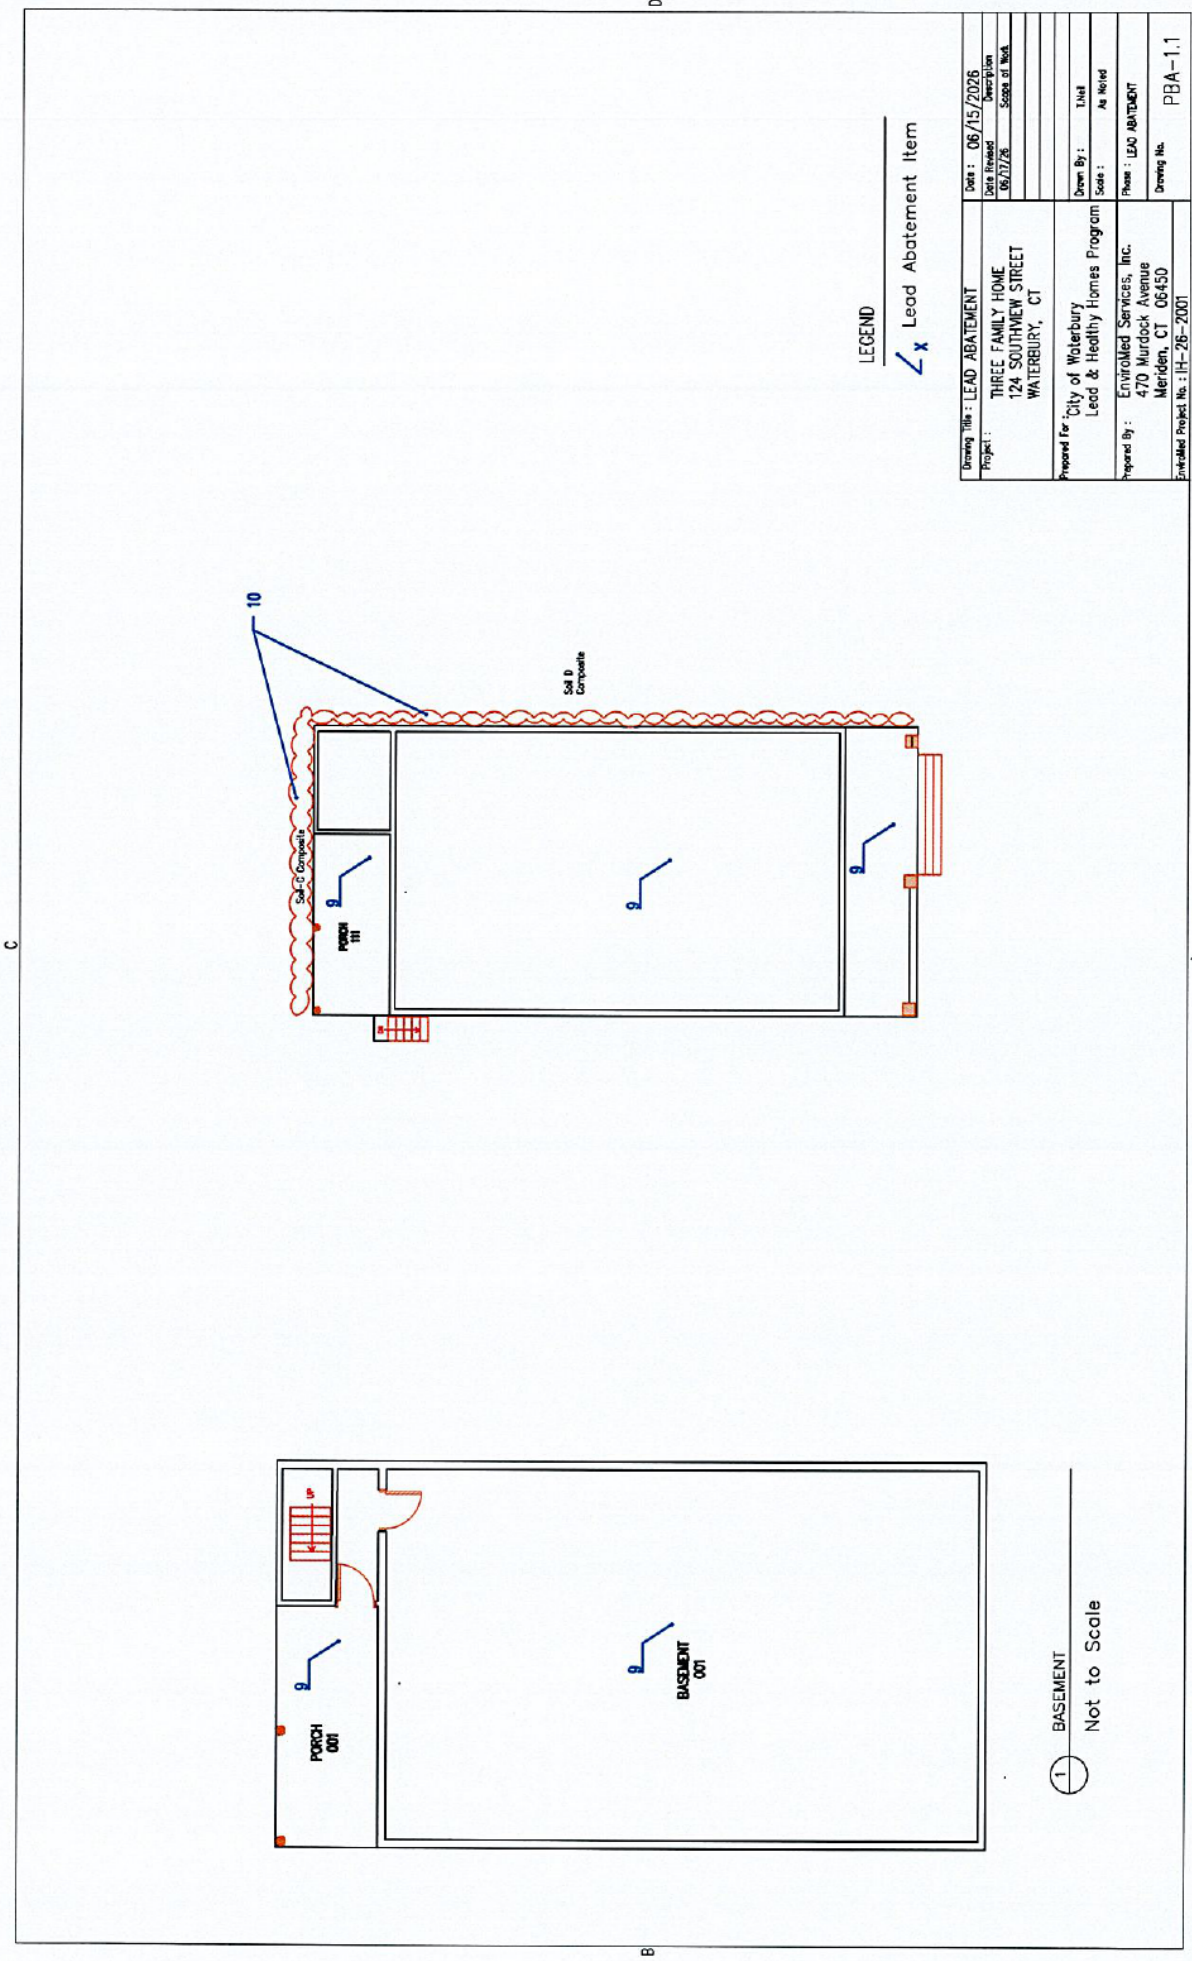 D
C
B
10
Soil-C Composite
Soil D
Composite
9
PORCH
111
9
9
DN
UP
9
PORCH
001
9
BASEMENT
001
1
BASEMENT
Not to Scale
LEGEND
x Lead Abatement Item
Drawing Title : LEAD ABATEMENT
Project :
THREE FAMILY HOME
124 SOUTHVIEW STREET
WATERBURY, CT
Prepared For :
City of Waterbury
Lead & Healthy Homes Program
Prepared By :
EnviroMed Services, Inc.
470 Murdock Avenue
Meriden, CT 06450
EnviroMed Project No. : IH-26-2001
Date : 06/15/2026
Date Revised Description
06/17/26 Scope of Work
Drawn By : T.Neil
Scale : As Noted
Phase : LEAD ABATEMENT
Drawing No.
PBA-1.1